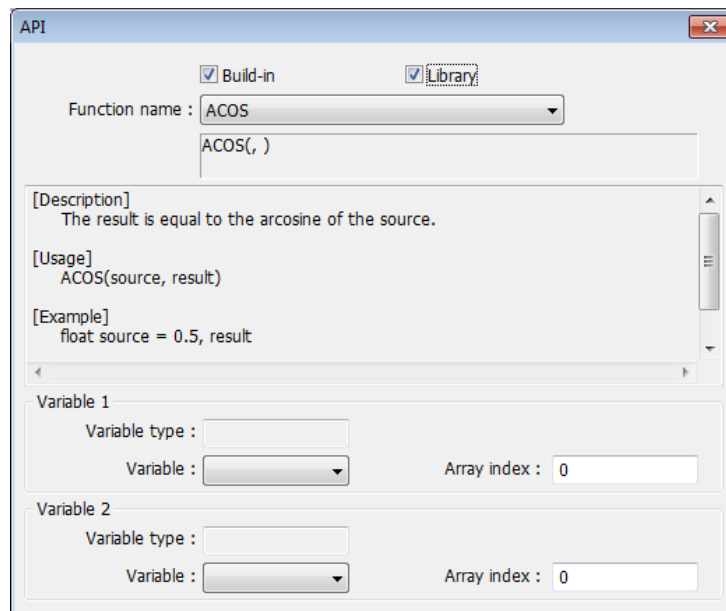 API
Build-in Library
Function name : ACOS
ACOS(, )
[Description]
The result is equal to the arcosine of the source.
[Usage]
ACOS(source, result)
[Example]
float source = 0.5, result
Variable 1
Variable type :
Variable : Array index : 0
Variable 2
Variable type :
Variable : Array index : 0